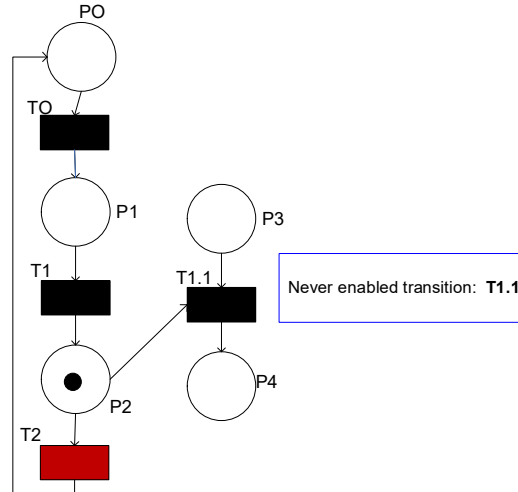 PO
TO
P1
P3
T1
T1.1
Never enabled transition: T1.1
P2
P4
T2